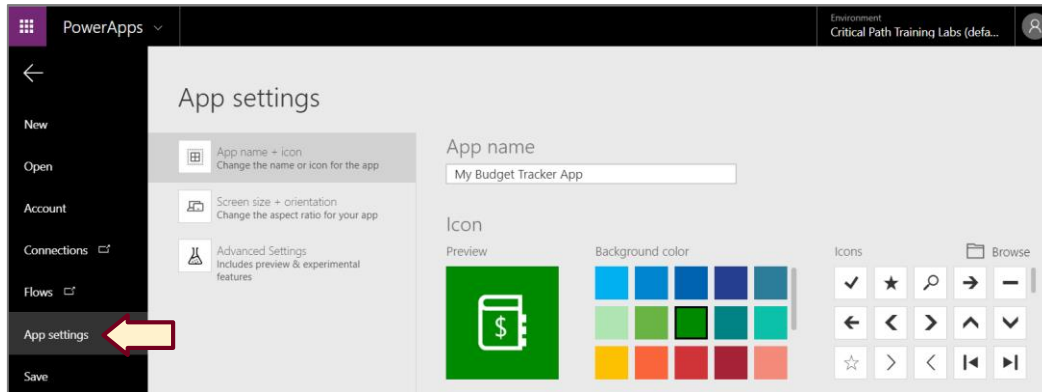 PowerApps
Environment
Critical Path Training Labs (defa...
New
Open
Account
Connections
Flows
App settings
Save
App settings
App name + icon
Change the name or icon for the app
Screen size + orientation
Change the aspect ratio for your app
Advanced Settings
Includes preview & experimental
features
App name
My Budget Tracker App
Icon
Preview
Background color
Icons
Browse
$